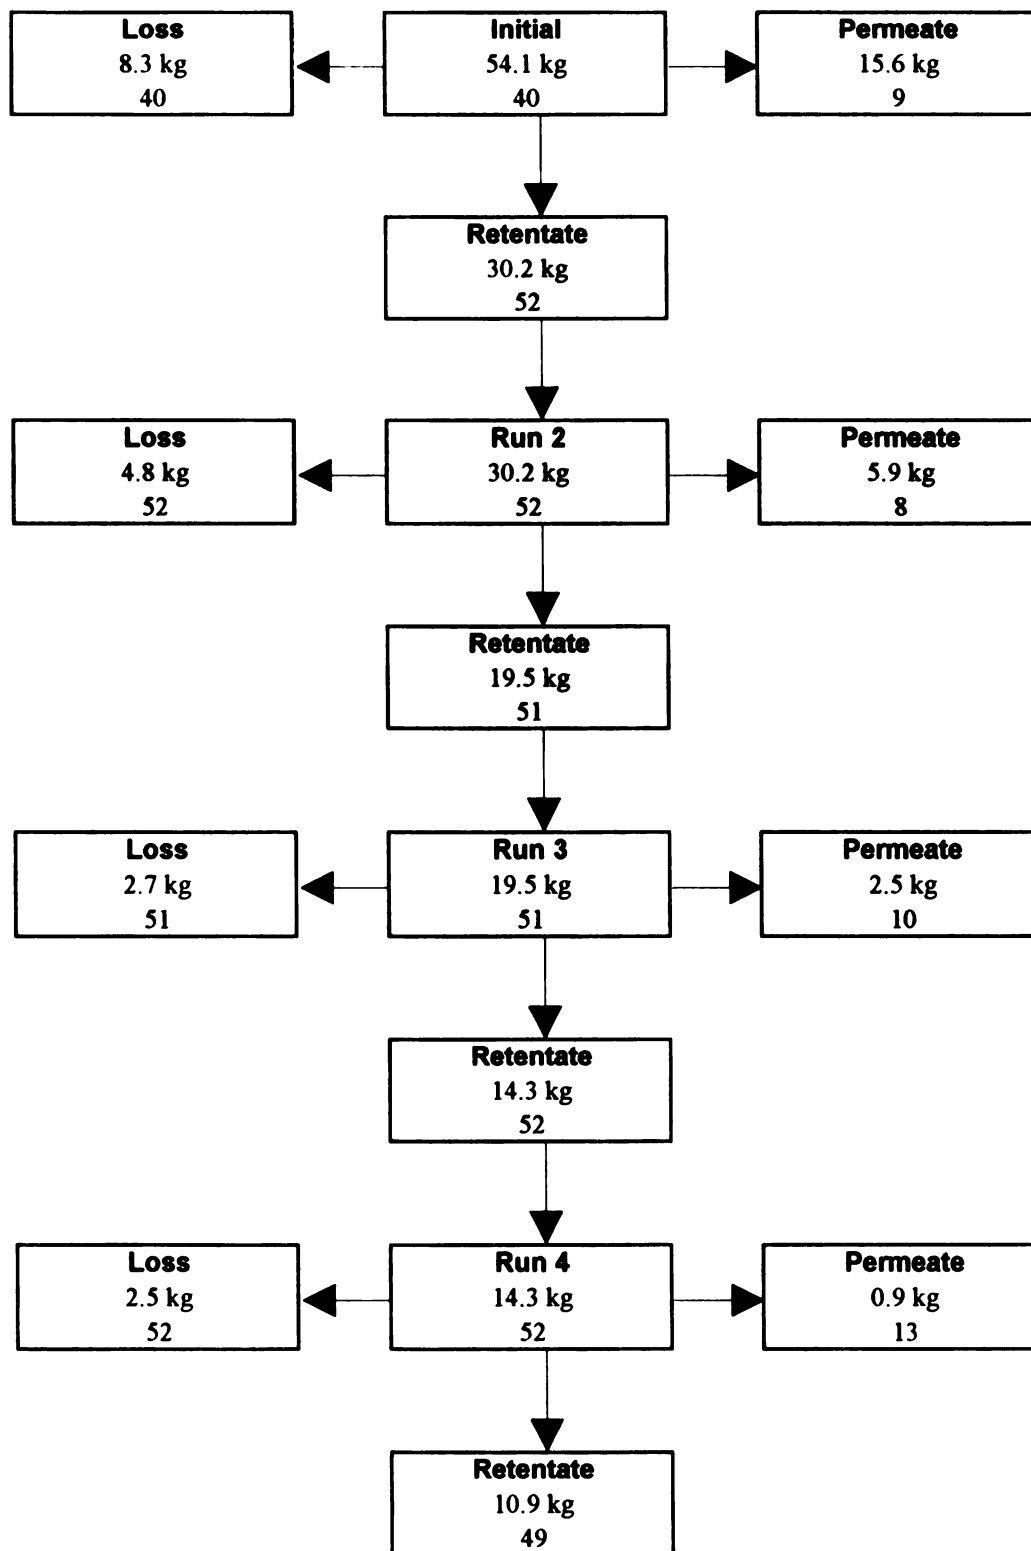 Loss
8.3 kg
40
Initial
54.1 kg
40
Permeate
15.6 kg
9
Retentate
30.2 kg
52
Loss
4.8 kg
52
Run 2
30.2 kg
52
Permeate
5.9 kg
8
Retentate
19.5 kg
51
Loss
2.7 kg
51
Run 3
19.5 kg
51
Permeate
2.5 kg
10
Retentate
14.3 kg
52
Loss
2.5 kg
52
Run 4
14.3 kg
52
Permeate
0.9 kg
13
Retentate
10.9 kg
49